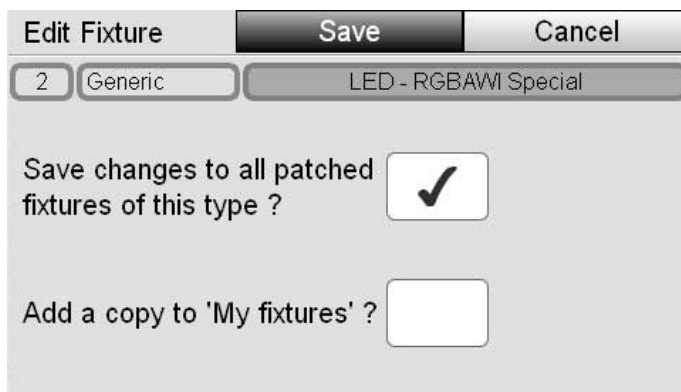 Edit Fixture Save Cancel
2 Generic LED - RGBAWI Special
Save changes to all patched
fixtures of this type ?
Add a copy to 'My fixtures' ?